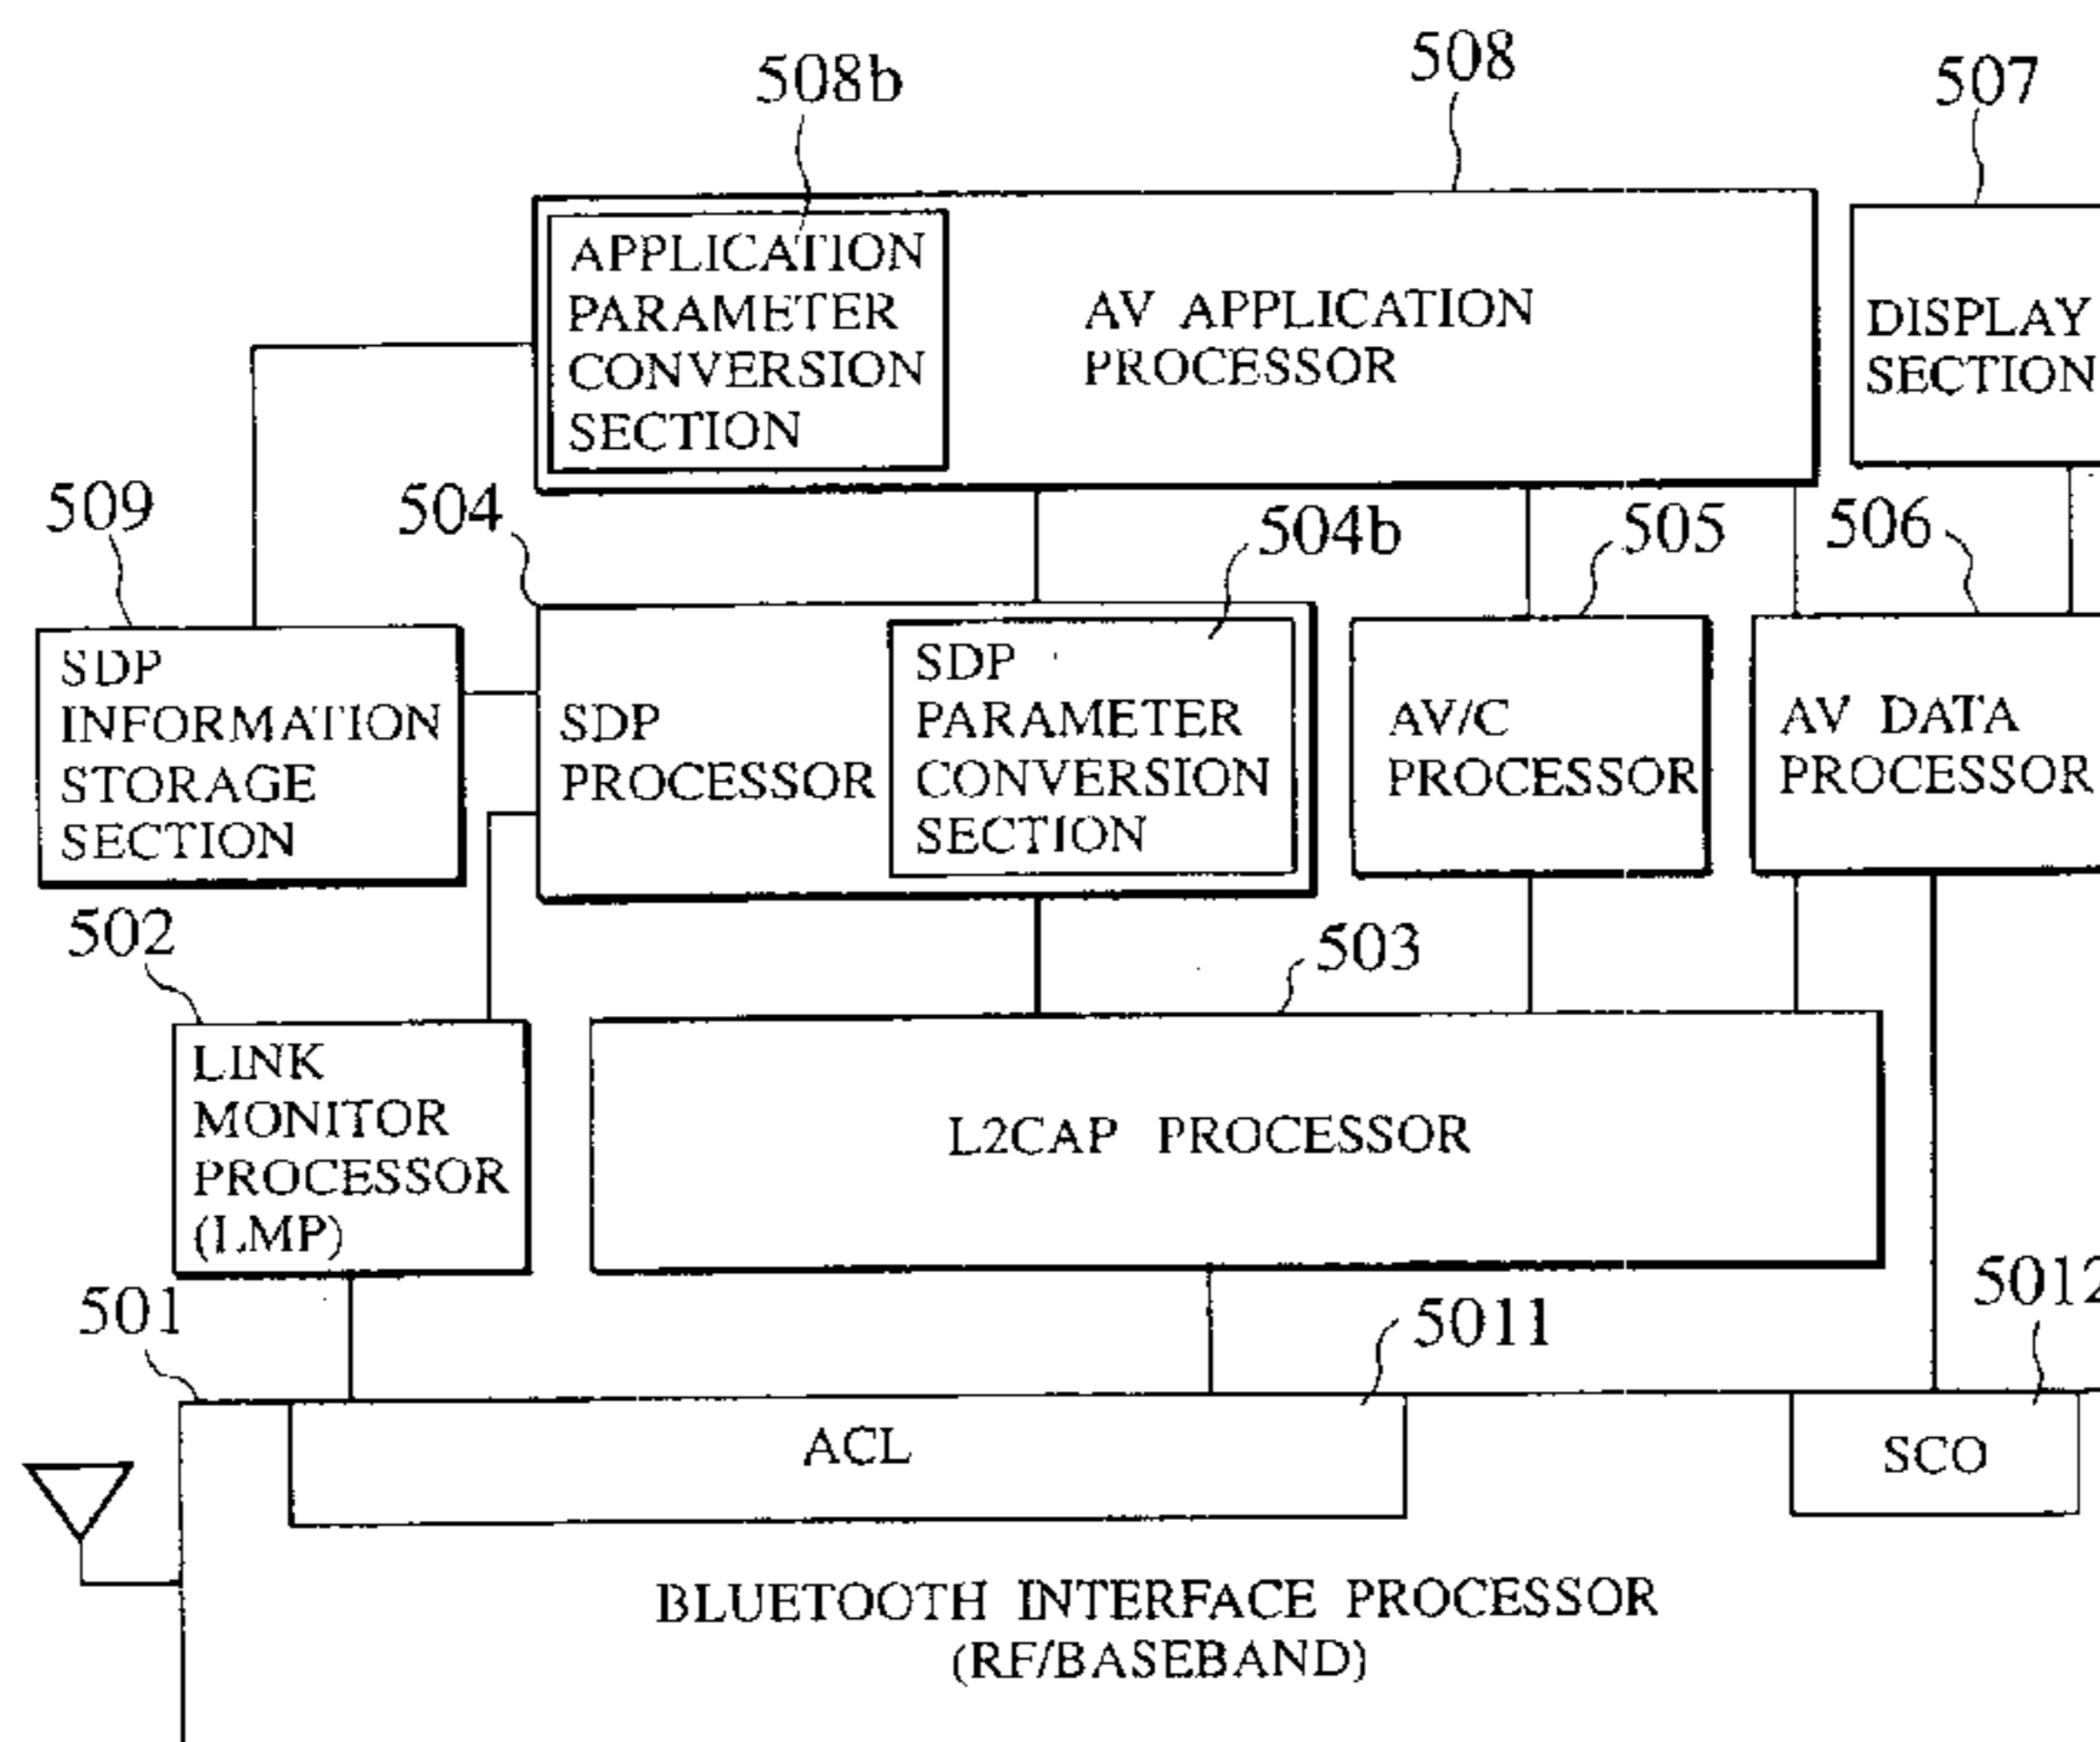 508b
508
507
APPLICATION
PARAMETER
CONVERSION
SECTION
AV APPLICATION
PROCESSOR
DISPLAY
SECTION
509
504
504b
505
506
SDP
INFORMATION
STORAGE
SECTION
SDP
PROCESSOR
SDP
PARAMETER
CONVERSION
SECTION
AV/C
PROCESSOR
AV DATA
PROCESSOR
502
503
LINK
MONITOR
PROCESSOR
(LMP)
L2CAP PROCESSOR
501
5011
5012
ACL
SCO
BLUETOOTH INTERFACE PROCESSOR
(RF/BASEBAND)